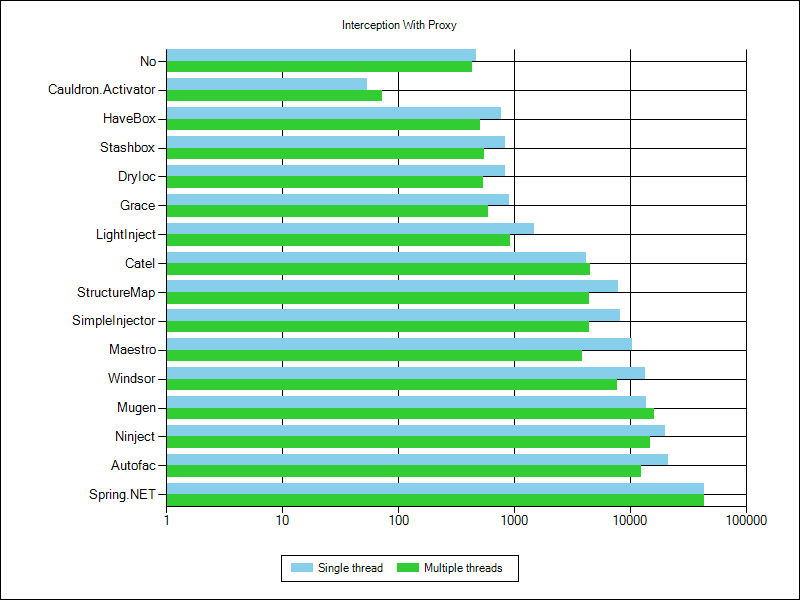 Interception With Proxy
No
Cauldron.Activator
HaveBox
Stashbox
DryIoc
Grace
LightInject
Catel
StructureMap
SimpleInjector
Maestro
Windsor
Mugen
Ninject
Autofac
Spring.NET
1 10 100 1000 10000 100000
Single thread Multiple threads